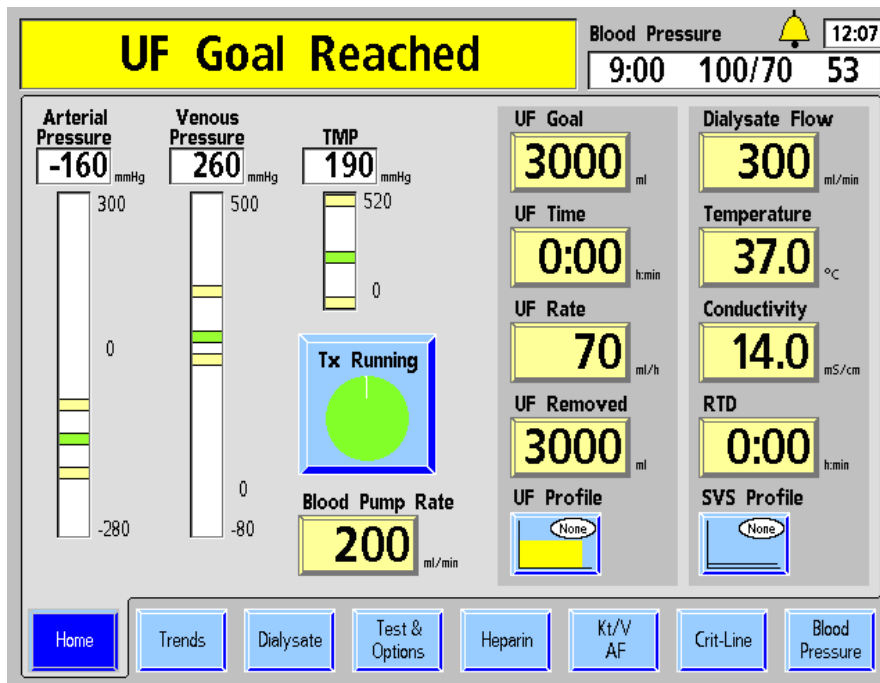 UF Goal Reached
Blood Pressure
12:07
9:00 100/70 53
Arterial Pressure
-160 mmHg
300
0
-280
Venous Pressure
260 mmHg
500
0
-80
TMP
190 mmHg
520
0
Tx Running
Blood Pump Rate
200 ml/min
UF Goal
3000 ml
UF Time
0:00 h:min
UF Rate
70 ml/h
UF Removed
3000 ml
UF Profile
None
Dialysate Flow
300 ml/min
Temperature
37.0 °C
Conductivity
14.0 mS/cm
RTD
0:00 h:min
SVS Profile
None
Home
Trends
Dialysate
Test &
Options
Heparin
Kt/V
AF
Crit-Line
Blood
Pressure